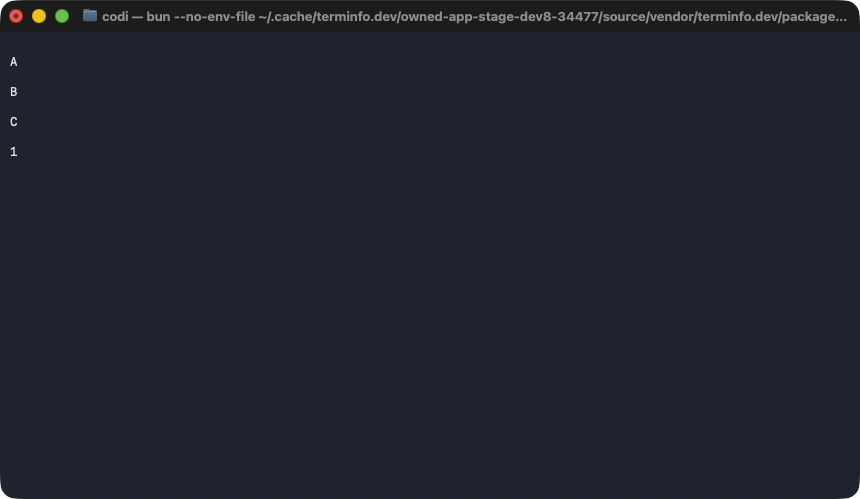 codi — bun --no-env-file ~/.cache/terminfo.dev/owned-app-stage-dev8-34477/source/vendor/terminfo.dev/package...
A
B
C
1